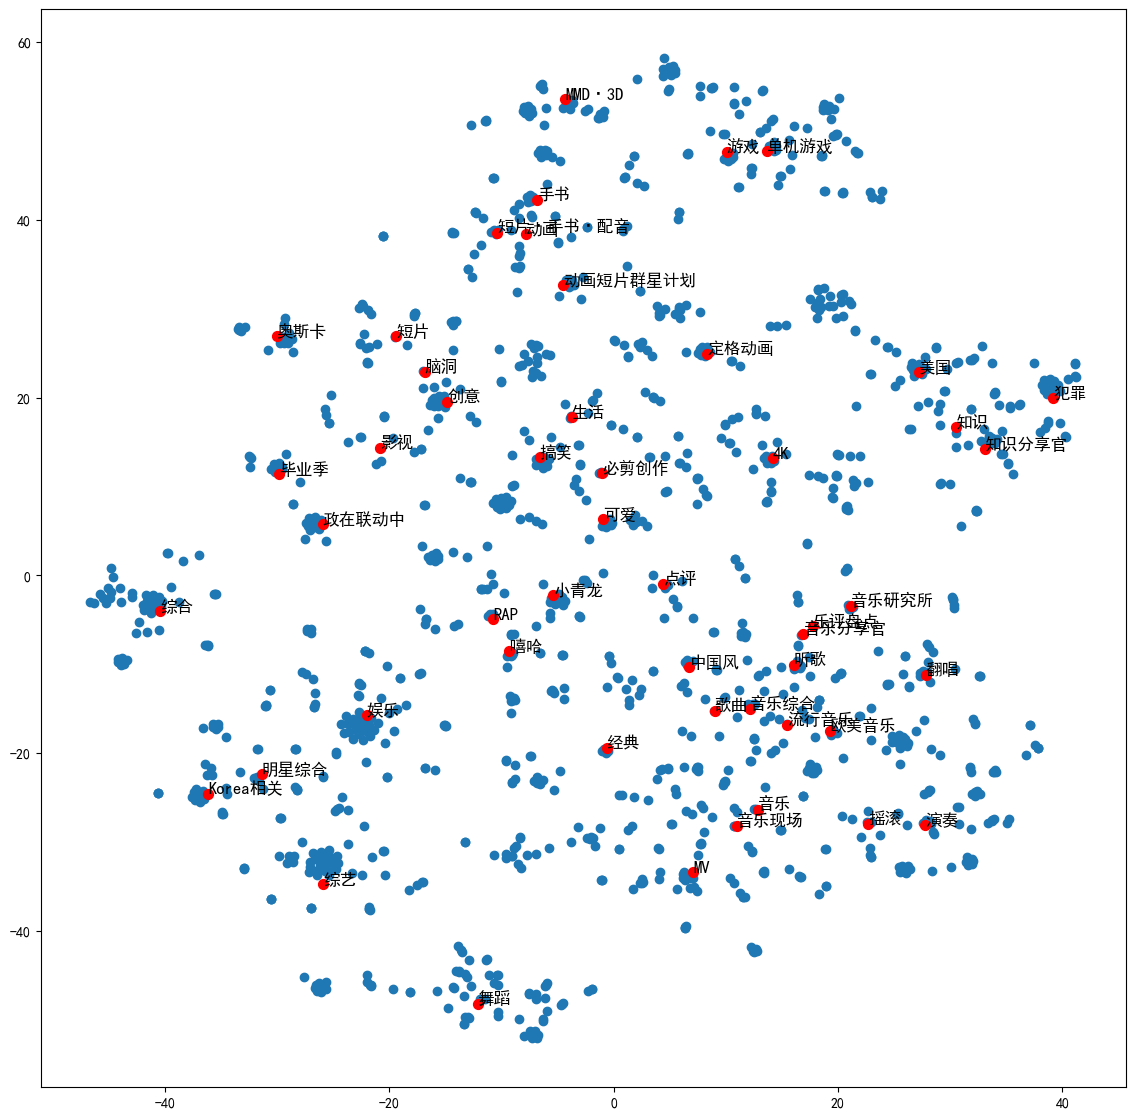 60
MMD·3D
游戏
单机游戏
手书
40
短片·手书·配音
动画
动画短片群星计划
奥斯卡
短片
定格动画
脑洞
美国
20
创意
犯罪
生活
知识
影视
知识分享官
搞笑
4K
毕业季
必剪创作
政在联动中
可爱
0
点评
小青龙
综合
音乐研究所
RAP
乐评盘点
音乐分享官
嘻哈
中国风
听歌
翻唱
歌曲
音乐综合
娱乐
流行音乐
欧美音乐
-20
经典
明星综合
Korea相关
音乐
音乐现场
摇滚
演奏
综艺
MV
-40
舞蹈
-40
-20
0
20
40